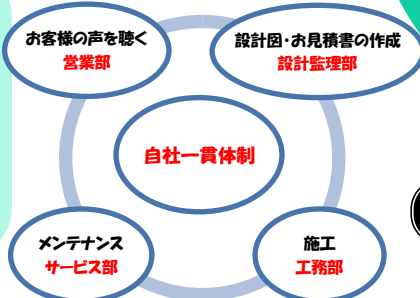 お客様の声を聴く
営業部
設計図・お見積書の作成
設計監理部
自社一貫体制
メンテナンス
サービス部
施工
工務部